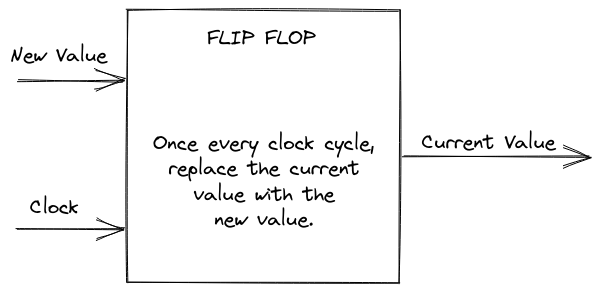 FLIP FLOP
New Value
Once every clock cycle,
replace the current
value with the
new value.
Current Value
Clock